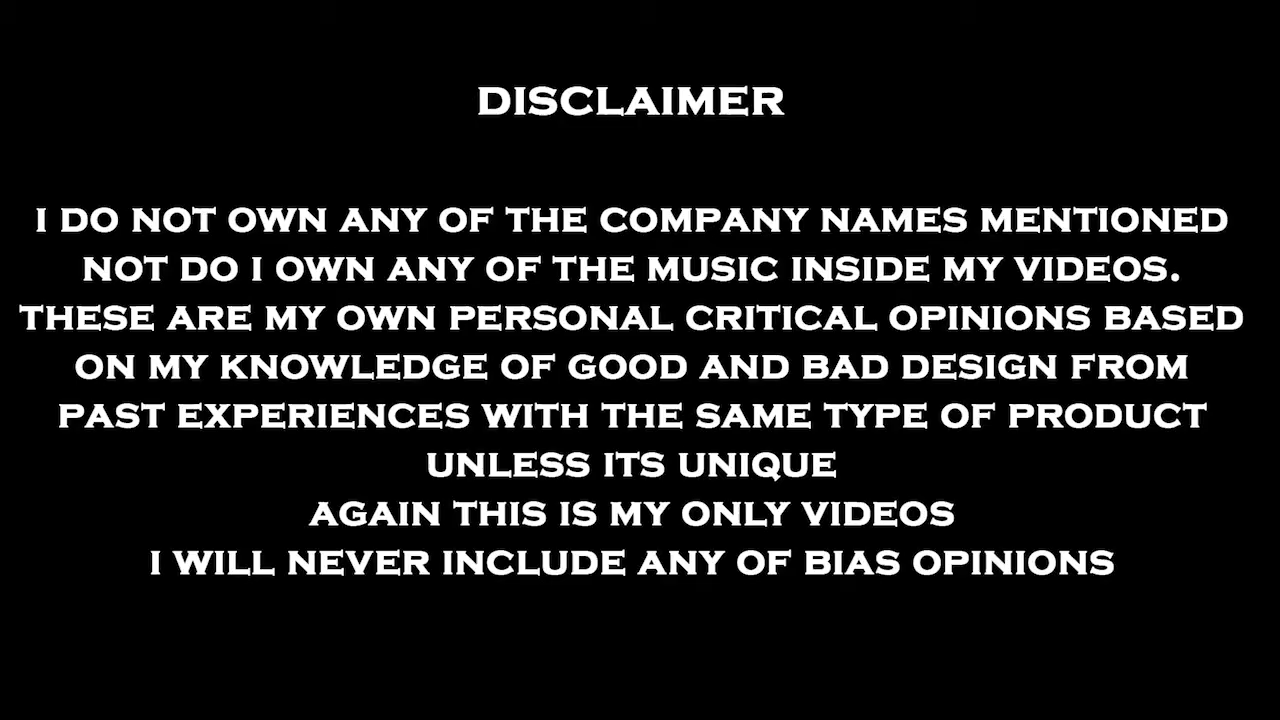 DISCLAIMER
I DO NOT OWN ANY OF THE COMPANY NAMES MENTIONED
NOT DO I OWN ANY OF THE MUSIC INSIDE MY VIDEOS.
THESE ARE MY OWN PERSONAL CRITICAL OPINIONS BASED
ON MY KNOWLEDGE OF GOOD AND BAD DESIGN FROM
PAST EXPERIENCES WITH THE SAME TYPE OF PRODUCT
UNLESS ITS UNIQUE
AGAIN THIS IS MY ONLY VIDEOS
I WILL NEVER INCLUDE ANY OF BIAS OPINIONS